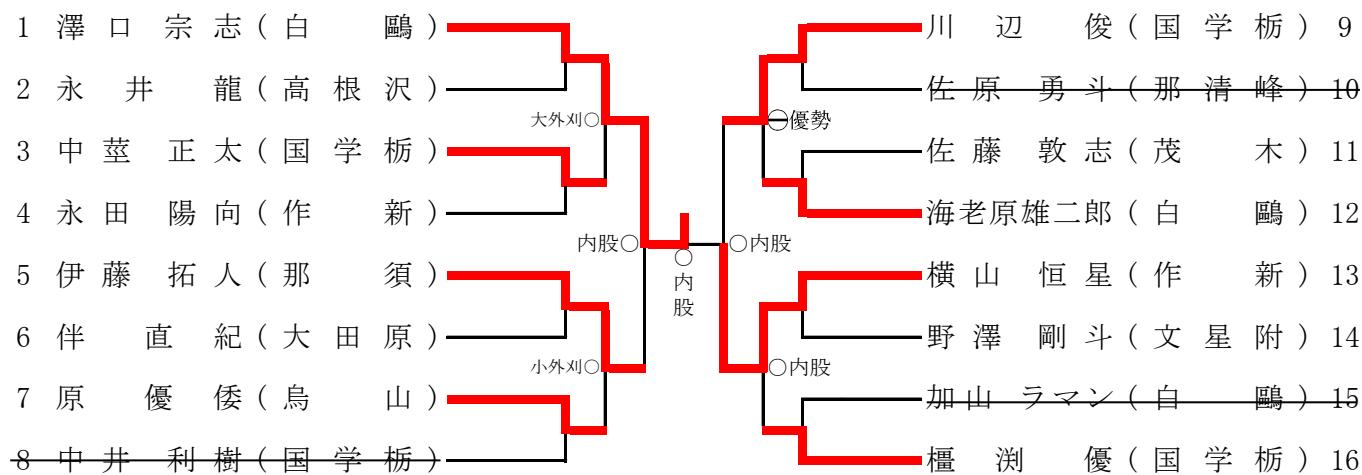 1 澤口宗志(白鷗)
2 永井龍(高根沢)
大外刈○
3 中莖正太(国学栃)
4 永田陽向(作新)
内股○
5 伊藤拓人(那須)
6 伴直紀(大田原)
小外刈○
7 原優倭(烏山)
8 中井利樹(国学栃)
○内股
川辺俊(国学栃) 9
佐原勇斗(那清峰) 10
○優勢
佐藤敦志(茂木) 11
海老原雄二郎(白鷗) 12
○内股
横山恒星(作新) 13
野澤剛斗(文星附) 14
○内股
加山ラマン(白鷗) 15
橿渕優(国学栃) 16